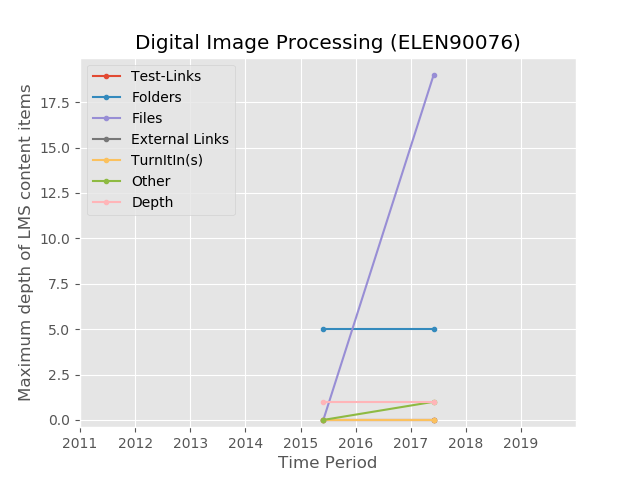 Digital Image Processing (ELEN90076)
Test-Links
Folders
Files
External Links
TurnItIn(s)
Other
Depth
Maximum depth of LMS content items
17.5
15.0
12.5
10.0
7.5
5.0
2.5
0.0
2011 2012 2013 2014 2015 2016 2017 2018 2019
Time Period